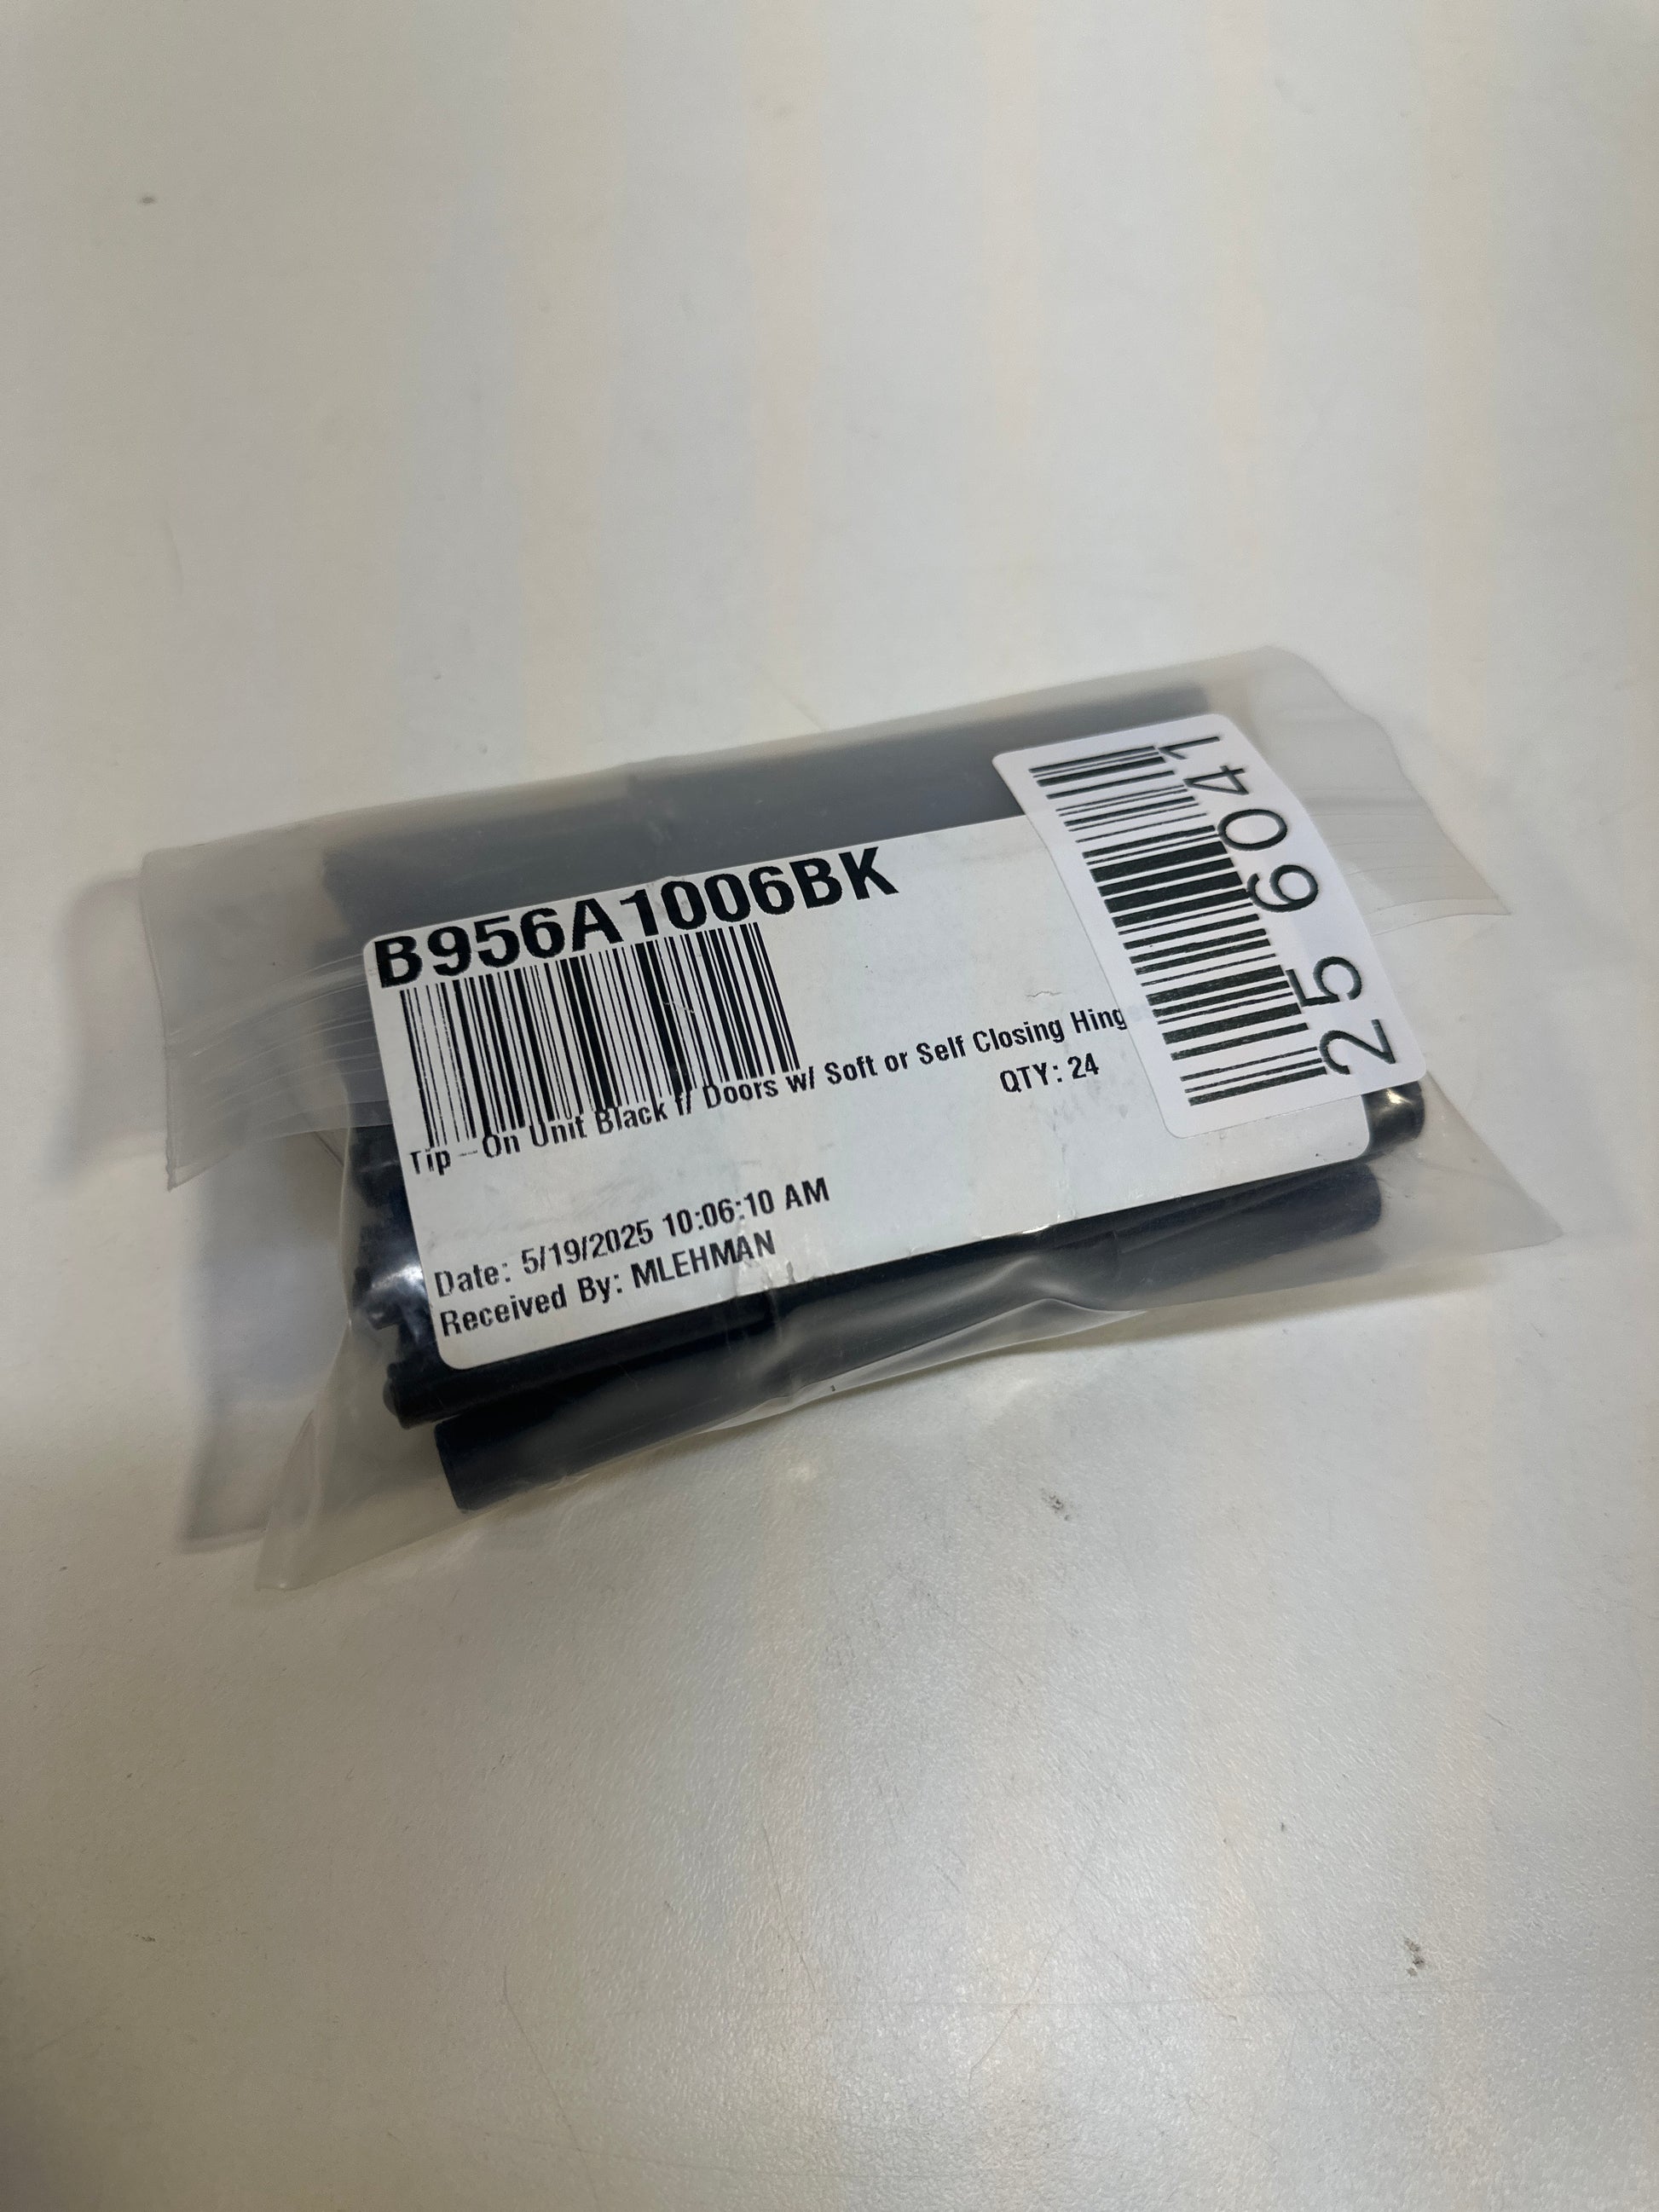 B956A1006BK
Tip-On Unit Black f/ Doors w/ Soft or Self Closing Hing
QTY: 24
Date: 5/19/2025 10:06:10 AM
Received By: MLEHMAN
25 6041